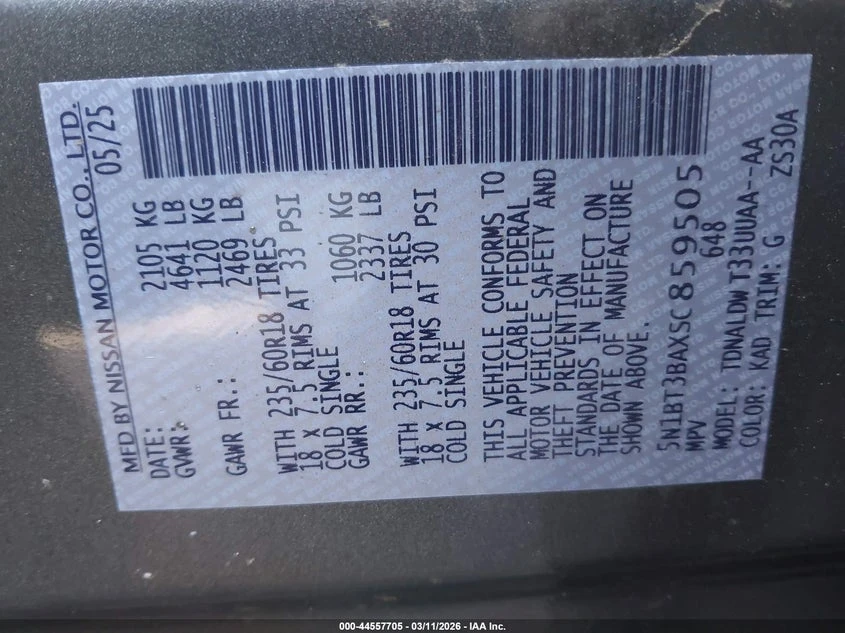 MFD BY NISSAN MOTOR CO., LTD.
DATE: 05/25
GVWR: 2105 KG
4641 LB
GAWR FR.: 1120 KG
2469 LB
WITH 235/60R18 TIRES
18 X 7.5 RIMS AT 33 PSI
COLD SINGLE
GAWR RR.: 1060 KG
2337 LB
WITH 235/60R18 TIRES
18 X 7.5 RIMS AT 30 PSI
COLD SINGLE
THIS VEHICLE CONFORMS TO
ALL APPLICABLE FEDERAL
MOTOR VEHICLE SAFETY AND
THEFT PREVENTION
STANDARDS IN EFFECT ON
THE DATE OF MANUFACTURE
SHOWN ABOVE.
5N1BT3BAXSC859505
MPV 648
MODEL: TDNALDWT33UUAA--AA
COLOR: KAD TRIM: G ZS30A
000-44557705 - 03/11/2026 - IAA Inc.